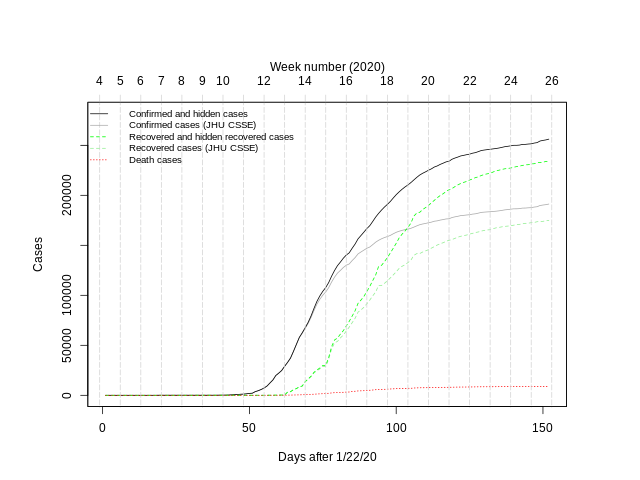 Week number (2020)
4 5 6 7 8 9 10 12 14 16 18 20 22 24 26
Confirmed and hidden cases
Confirmed cases (JHU CSSE)
Recovered and hidden recovered cases
Recovered cases (JHU CSSE)
Death cases
Cases
200000
100000
50000
0
0 50 100 150
Days after 1/22/20